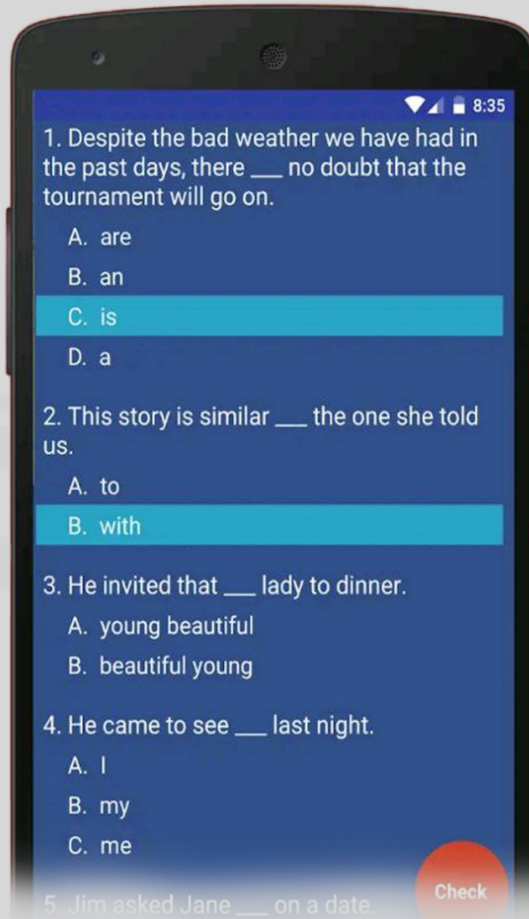 8:35
1. Despite the bad weather we have had in
the past days, there ___ no doubt that the
tournament will go on.
A. are
B. an
C. is
D. a
2. This story is similar ___ the one she told
us.
A. to
B. with
3. He invited that ___ lady to dinner.
A. young beautiful
B. beautiful young
4. He came to see ___ last night.
A. I
B. my
C. me
Check
5. Jim asked Jane ___ on a date.